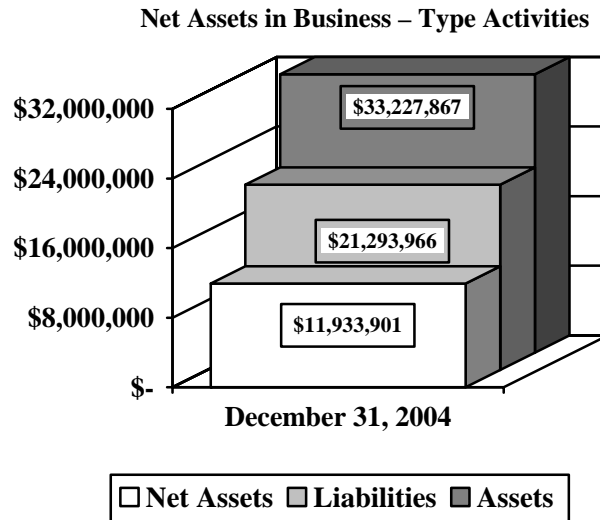 Net Assets in Business – Type Activities
$32,000,000
$24,000,000
$16,000,000
$8,000,000
$-
$33,227,867
$21,293,966
$11,933,901
December 31, 2004
Net Assets Liabilities Assets